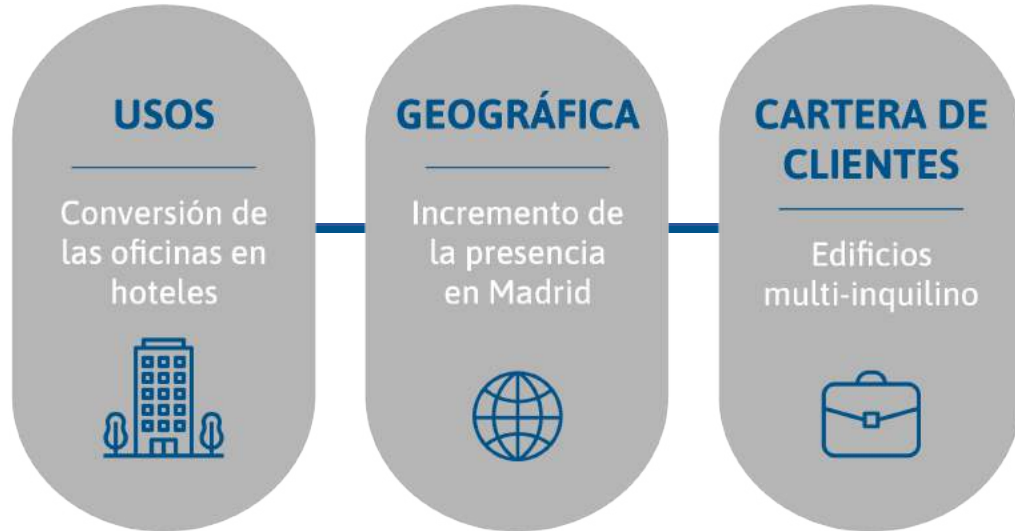 USOS
Conversión de
las oficinas en
hoteles
GEOGRÁFICA
Incremento de
la presencia
en Madrid
CARTERA DE
CLIENTES
Edificios
multi-inquilino